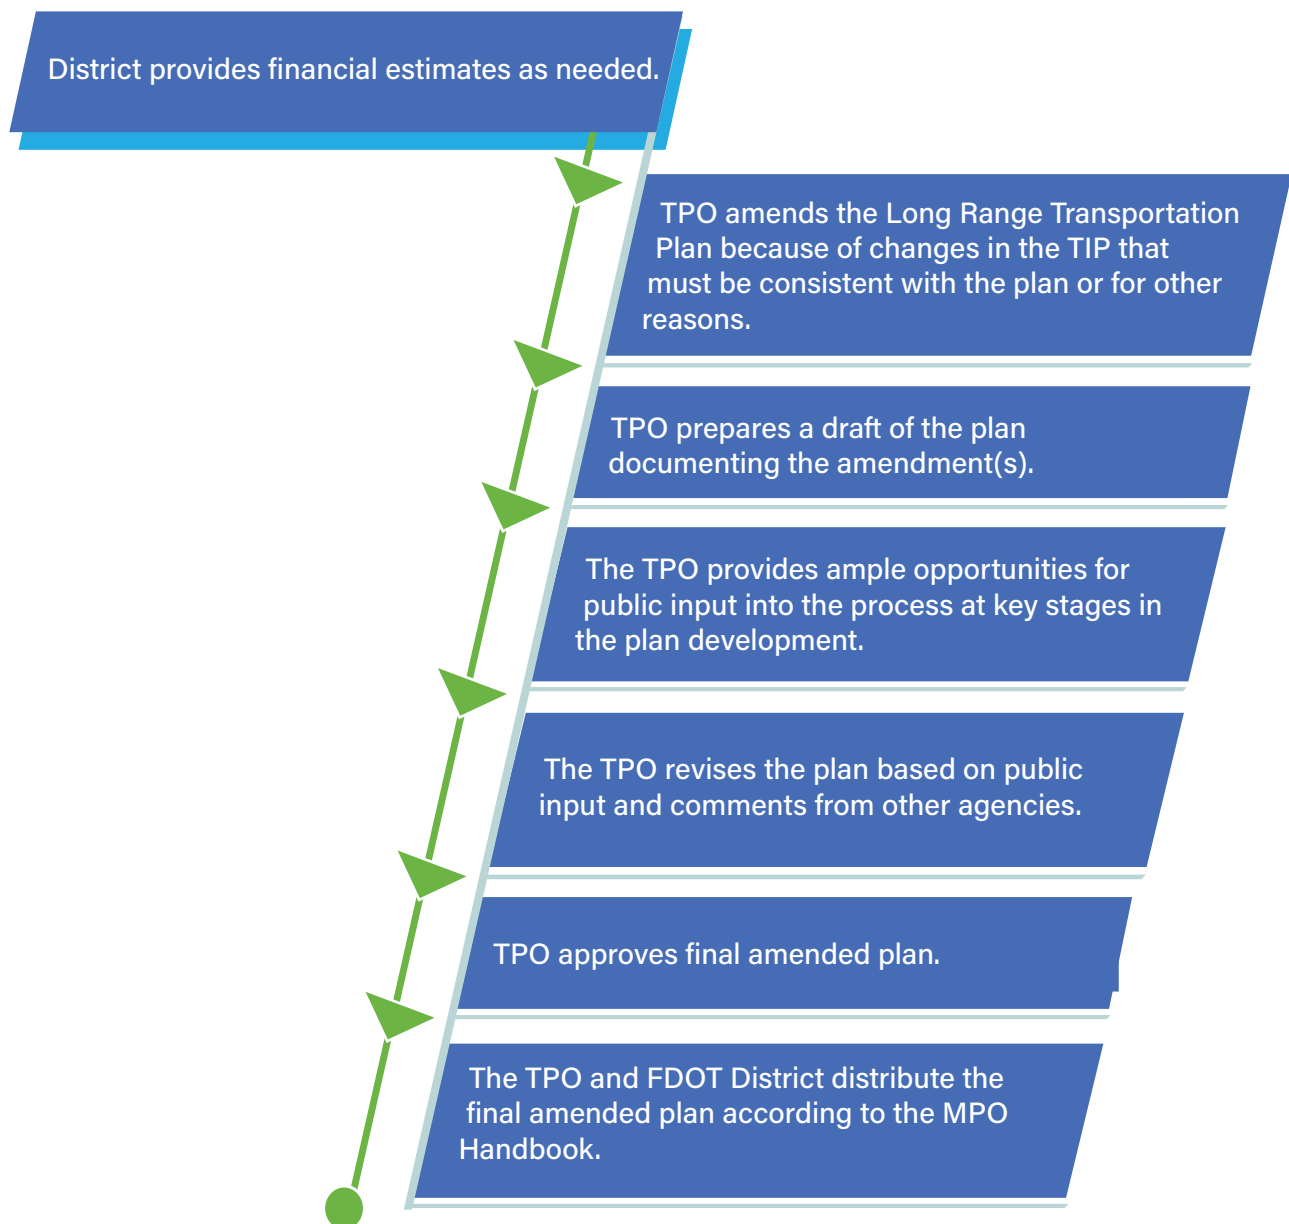 District provides financial estimates as needed.
TPO amends the Long Range Transportation
Plan because of changes in the TIP that
must be consistent with the plan or for other
reasons.
TPO prepares a draft of the plan
documenting the amendment(s).
The TPO provides ample opportunities for
public input into the process at key stages in
the plan development.
The TPO revises the plan based on public
input and comments from other agencies.
TPO approves final amended plan.
The TPO and FDOT District distribute the
final amended plan according to the MPO
Handbook.